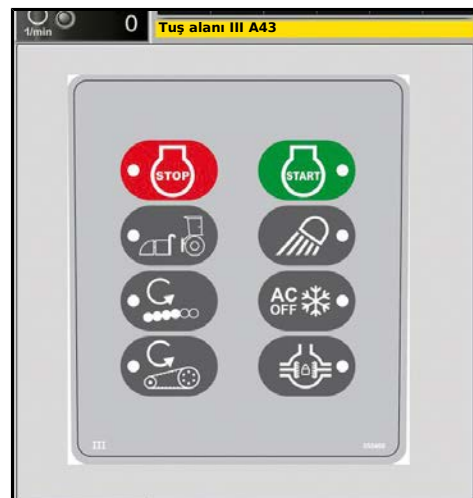 1/min
0
Tuş alanı III A43
STOP
START
AC
OFF
III